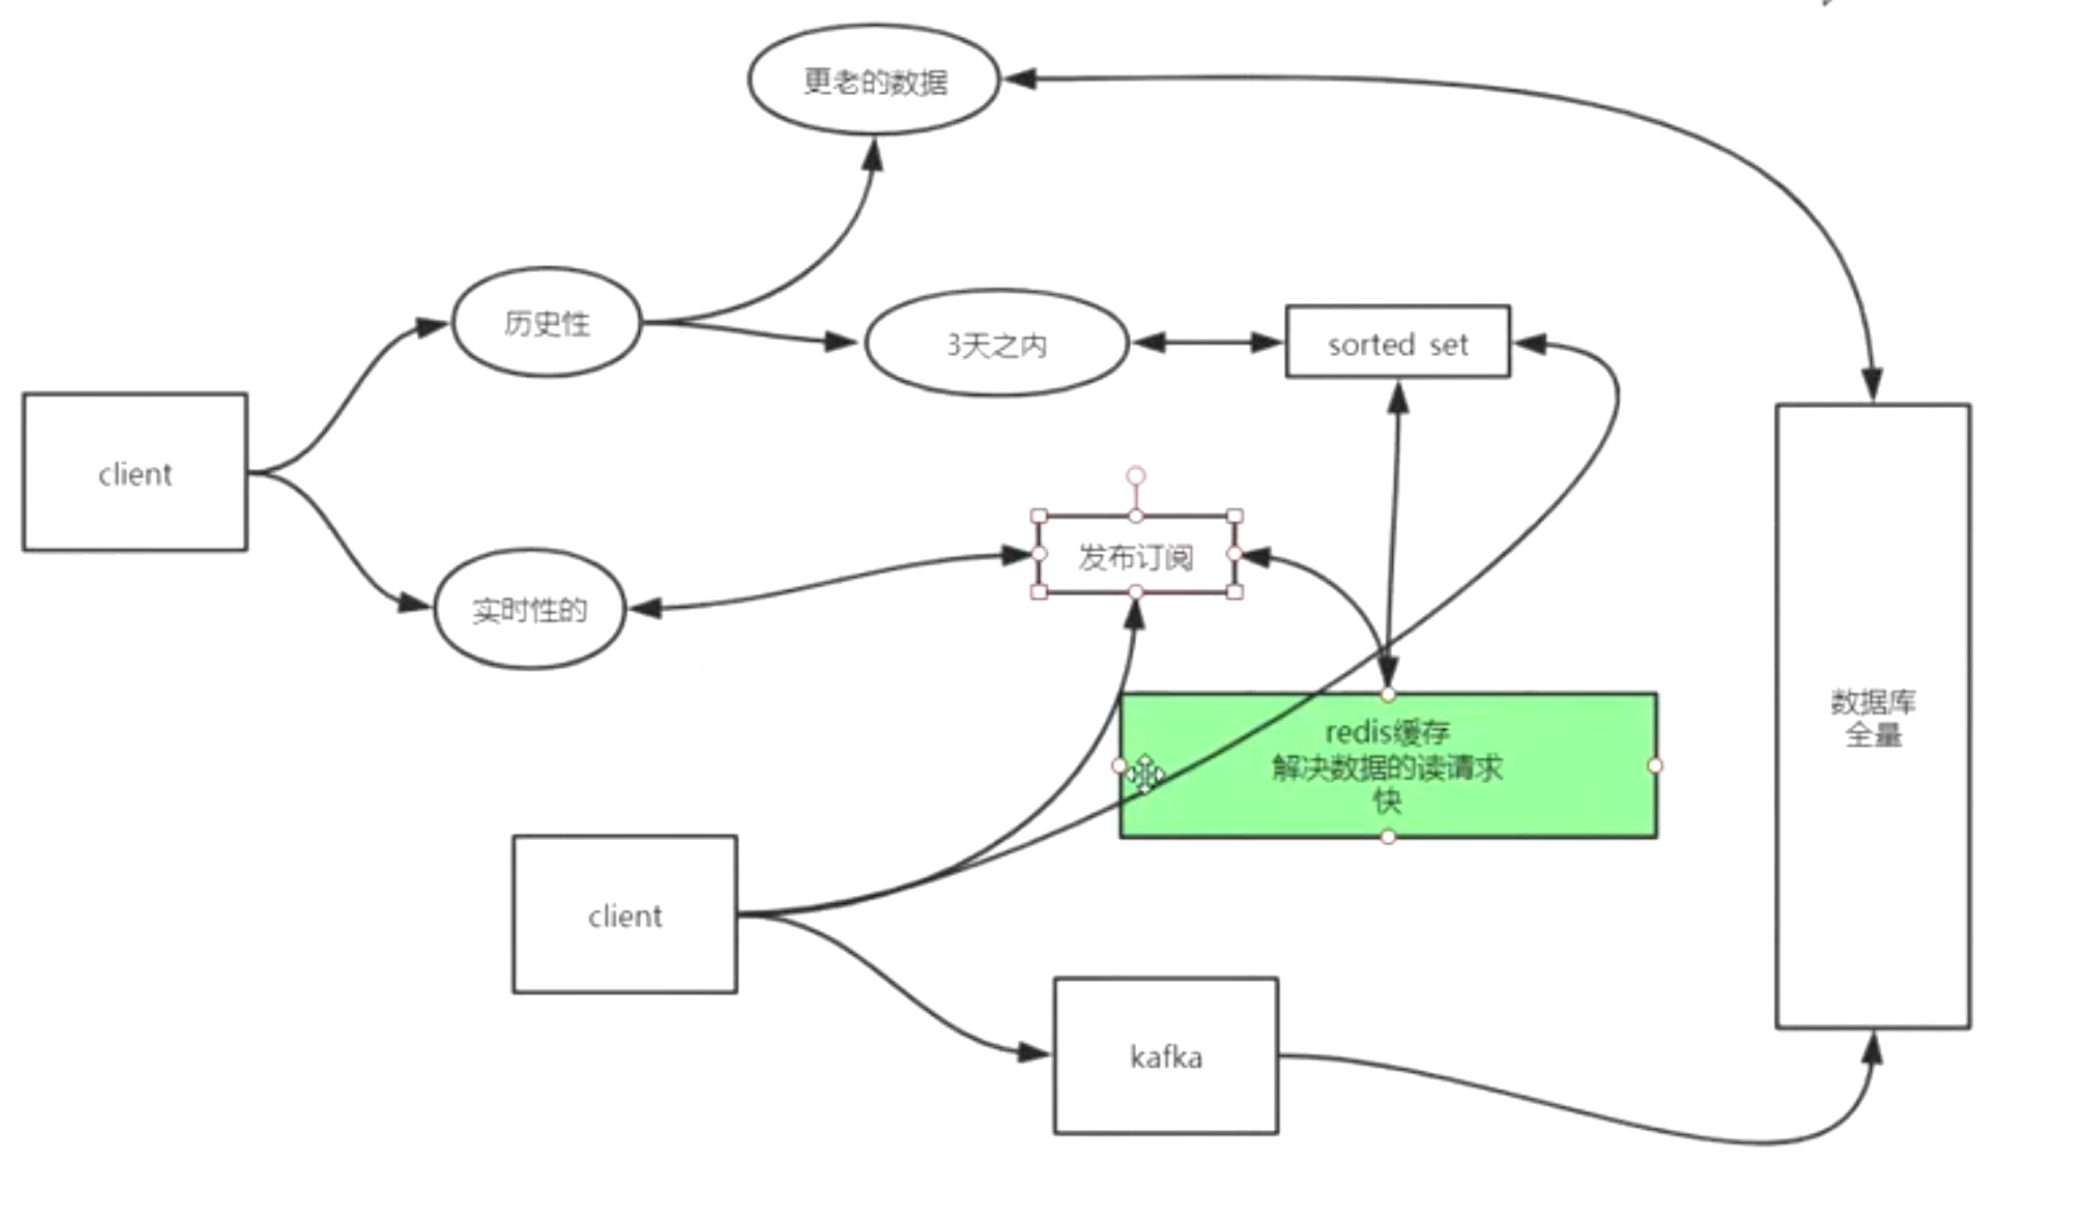 更老的数据
历史性
3天之内
sorted set
client
发布订阅
实时性的
redis缓存
解决数据的读请求
快
数据库
全量
client
kafka